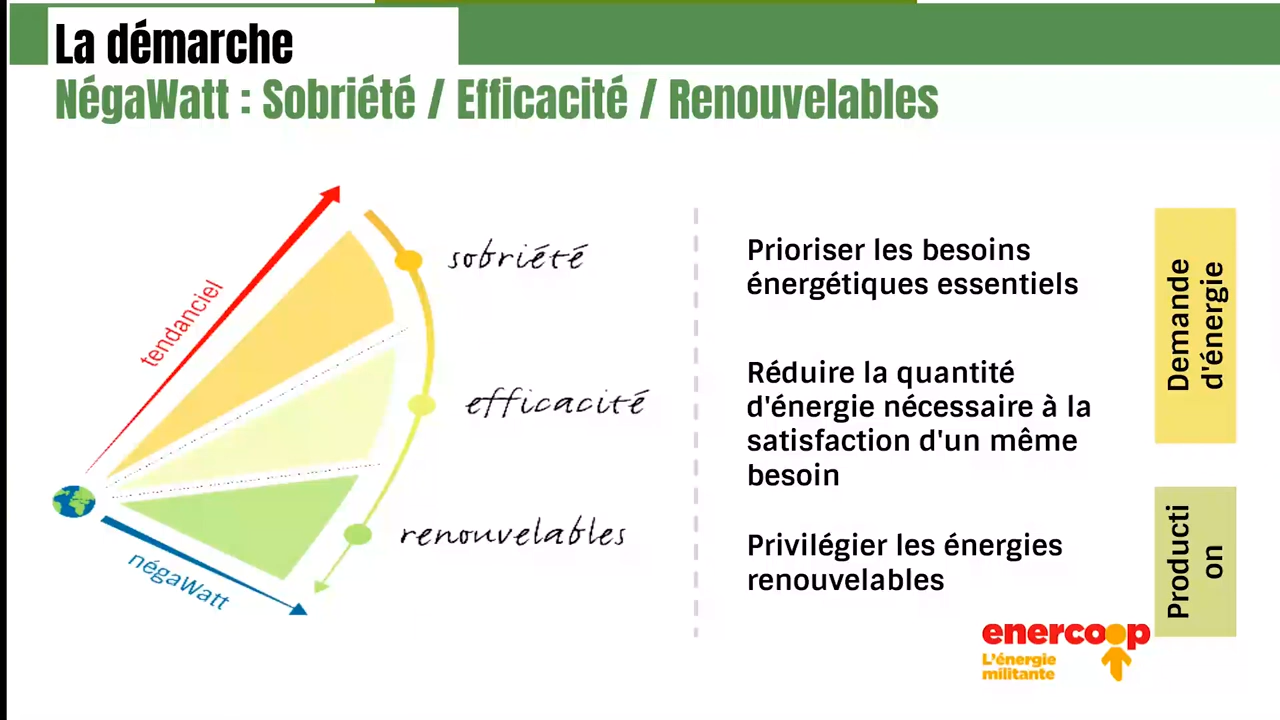 La démarche
NégaWatt : Sobriété / Efficacité / Renouvelables
tendanciel
sobriété
efficacité
renouvelables
négaWatt
Prioriser les besoins
énergétiques essentiels
Réduire la quantité
d'énergie nécessaire à la
satisfaction d'un même
besoin
Privilégier les énergies
renouvelables
Demande
d'énergie
Producti
on
enercoop
L'énergie
militante